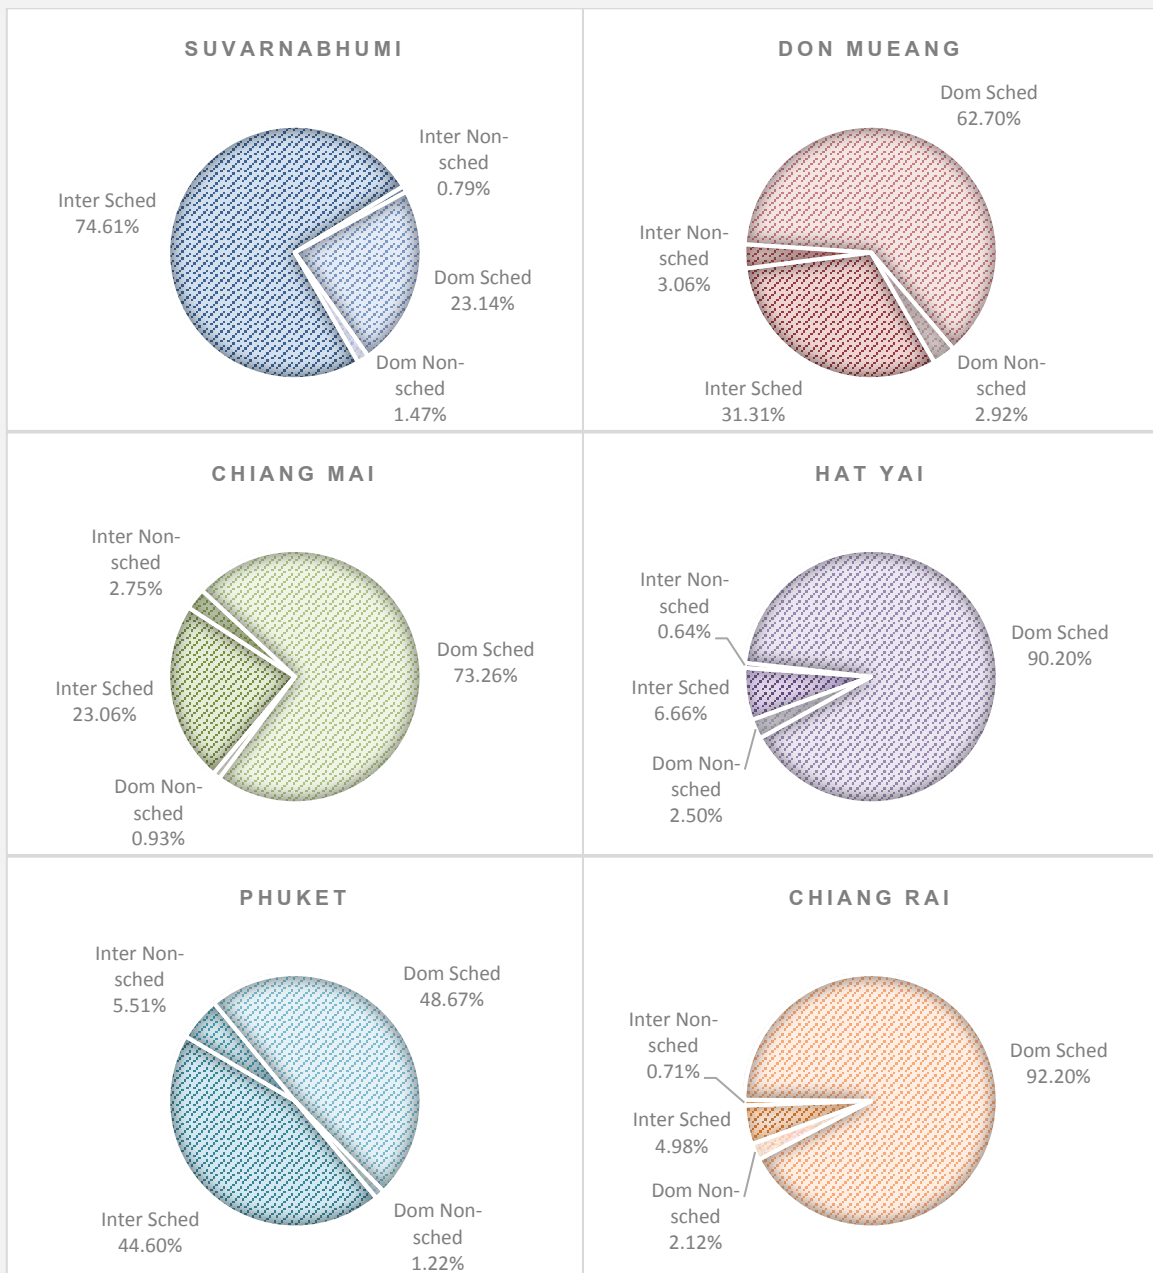 SUVARNABHUMI
Inter Non-
sched
0.79%
Inter Sched
74.61%
Dom Sched
23.14%
Dom Non-
sched
1.47%
DON MUEANG
Dom Sched
62.70%
Inter Non-
sched
3.06%
Inter Sched
31.31%
Dom Non-
sched
2.92%
CHIANG MAI
Inter Non-
sched
2.75%
Dom Sched
73.26%
Inter Sched
23.06%
Dom Non-
sched
0.93%
HAT YAI
Inter Non-
sched
0.64%
Dom Sched
90.20%
Inter Sched
6.66%
Dom Non-
sched
2.50%
PHUKET
Inter Non-
sched
5.51%
Dom Sched
48.67%
Inter Sched
44.60%
Dom Non-
sched
1.22%
CHIANG RAI
Inter Non-
sched
0.71%
Dom Sched
92.20%
Inter Sched
4.98%
Dom Non-
sched
2.12%